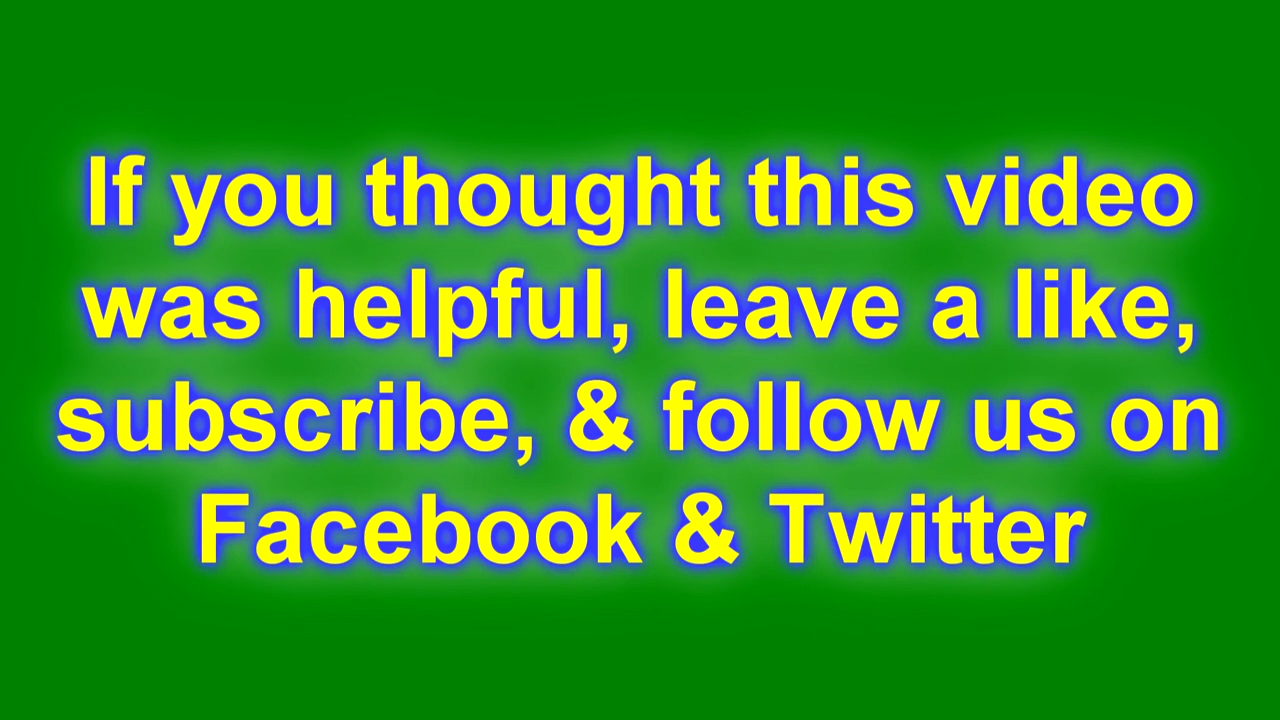 If you thought this video
was helpful, leave a like,
subscribe, & follow us on
Facebook & Twitter